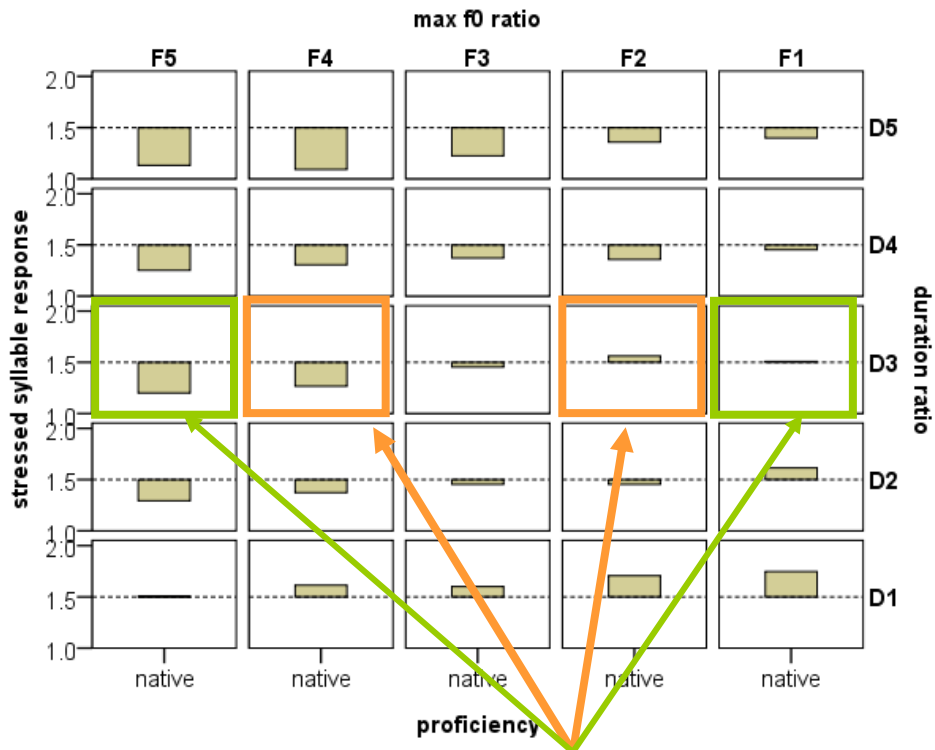 max f0 ratio
F5 F4 F3 F2 F1
2.0
1.5 D5
1.0
2.0
1.5 D4
1.0
2.0
1.5 D3
1.0
2.0
1.5 D2
1.0
2.0
1.5 D1
1.0
stressed syllable response
duration ratio
native native native native native
proficiency